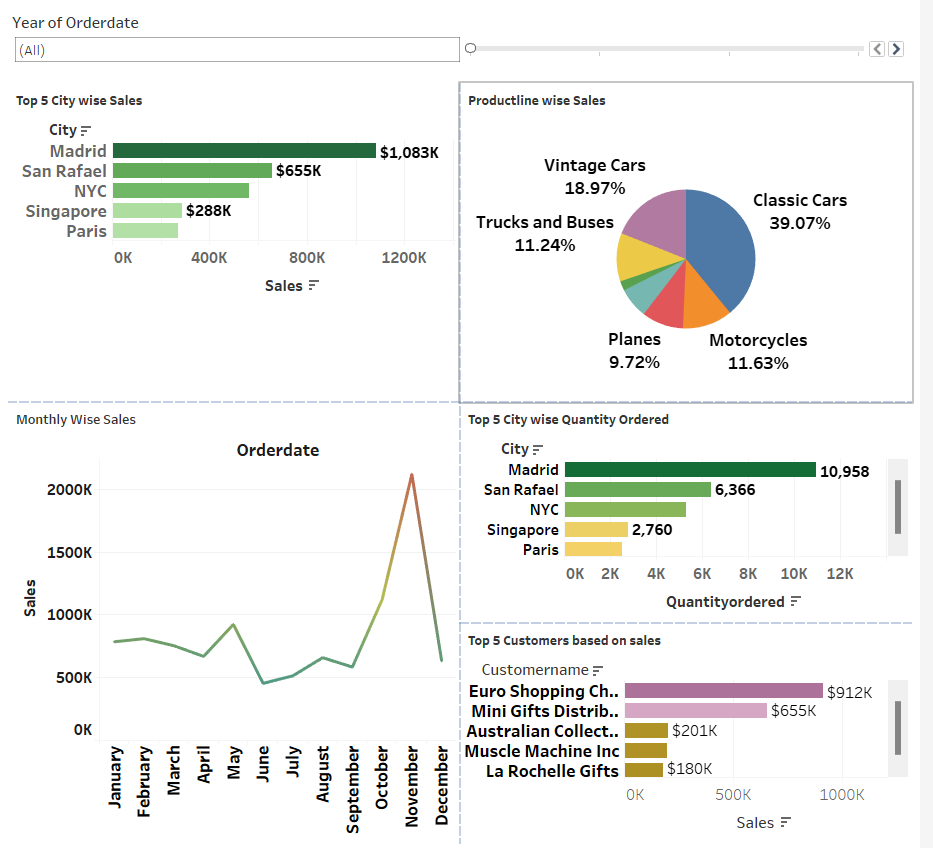 Year of Orderdate
(All)
Top 5 City wise Sales
City
Madrid $1,083K
San Rafael $655K
NYC
Singapore $288K
Paris
0K 400K 800K 1200K
Sales
Productline wise Sales
Vintage Cars
18.97%
Classic Cars
39.07%
Trucks and Buses
11.24%
Planes
9.72%
Motorcycles
11.63%
Monthly Wise Sales
Orderdate
2000K
1500K
1000K
500K
0K
Sales
January February March April May June July August September October November December
Top 5 City wise Quantity Ordered
City
Madrid 10,958
San Rafael 6,366
NYC
Singapore 2,760
Paris
0K 2K 4K 6K 8K 10K 12K
Quantityordered
Top 5 Customers based on sales
Customername
Euro Shopping Ch.. $912K
Mini Gifts Distrib.. $655K
Australian Collect.. $201K
Muscle Machine Inc
La Rochelle Gifts $180K
0K 500K 1000K
Sales